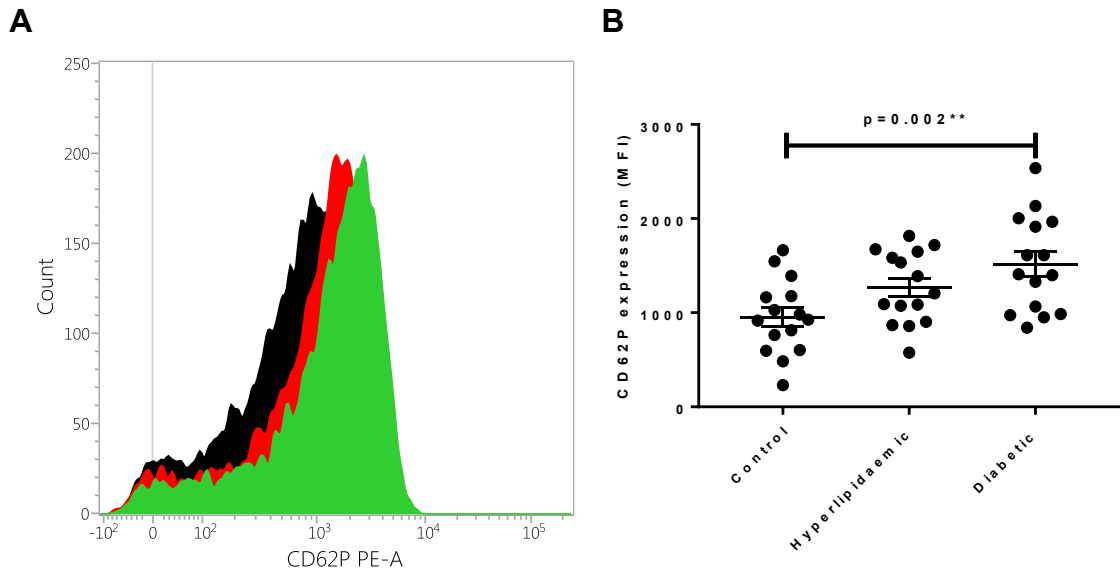 A
B
250
200
150
100
50
0
Count
-10² 0 10² 10³ 10⁴ 10⁵
CD62P PE-A
p=0.002**
3000
2000
1000
0
CD62P expression (MFI)
Control
Hyperlipidaemic
Diabetic